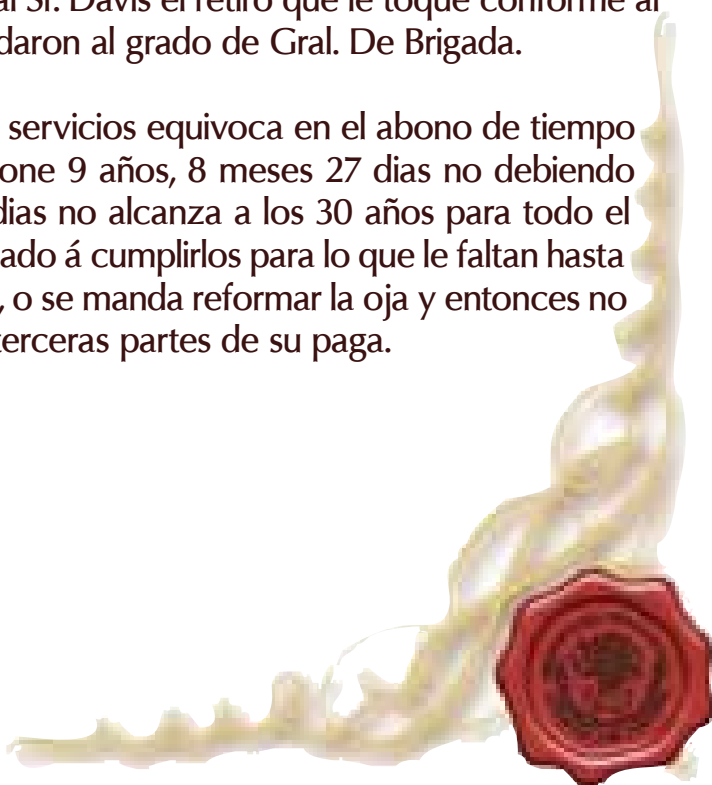 al Sr. Davis el retiro que le toque conforme al
daron al grado de Gral. De Brigada.
servicios equivoca en el abono de tiempo
one 9 años, 8 meses 27 dias no debiendo
dias no alcanza a los 30 años para todo el
ado á cumplirlos para lo que le faltan hasta
, o se manda reformar la oja y entonces no
terceras partes de su paga.